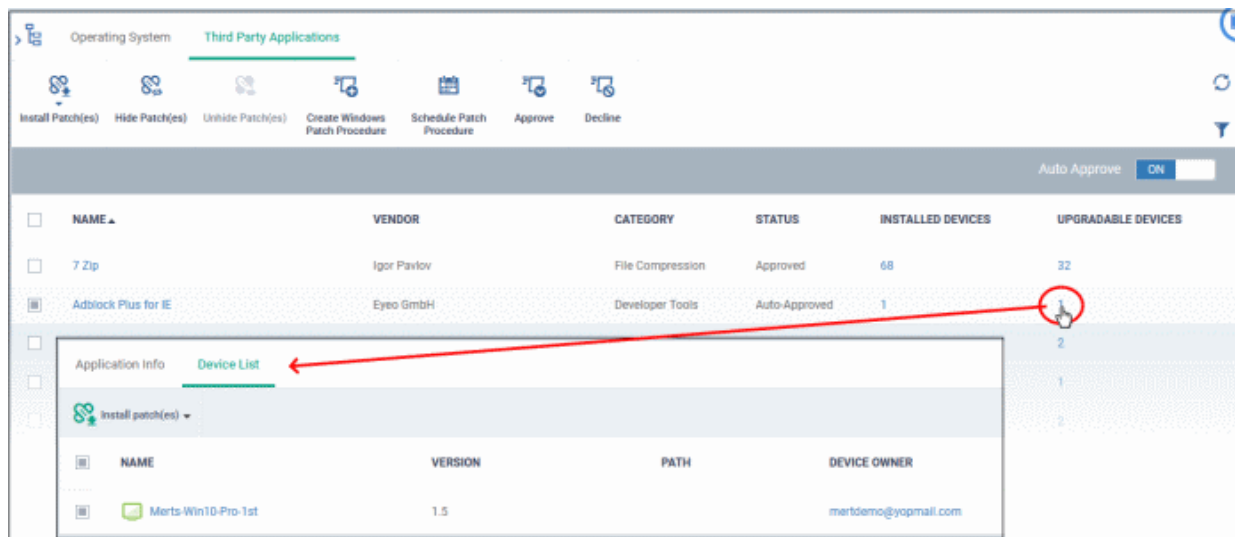 Operating System Third Party Applications
Install Patch(es) Hide Patch(es) Unhide Patch(es) Create Windows Patch Procedure Schedule Patch Procedure Approve Decline
Auto Approve ON
NAME VENDOR CATEGORY STATUS INSTALLED DEVICES UPGRADABLE DEVICES
7 Zip Igor Pavlov File Compression Approved 68 32
Adblock Plus for IE Eyeo GmbH Developer Tools Auto-Approved 1 1
2
Application Info Device List
1
Install patch(es)
2
NAME VERSION PATH DEVICE OWNER
Merts-Win10-Pro-1st 1.5 mertdemo@yopmail.com